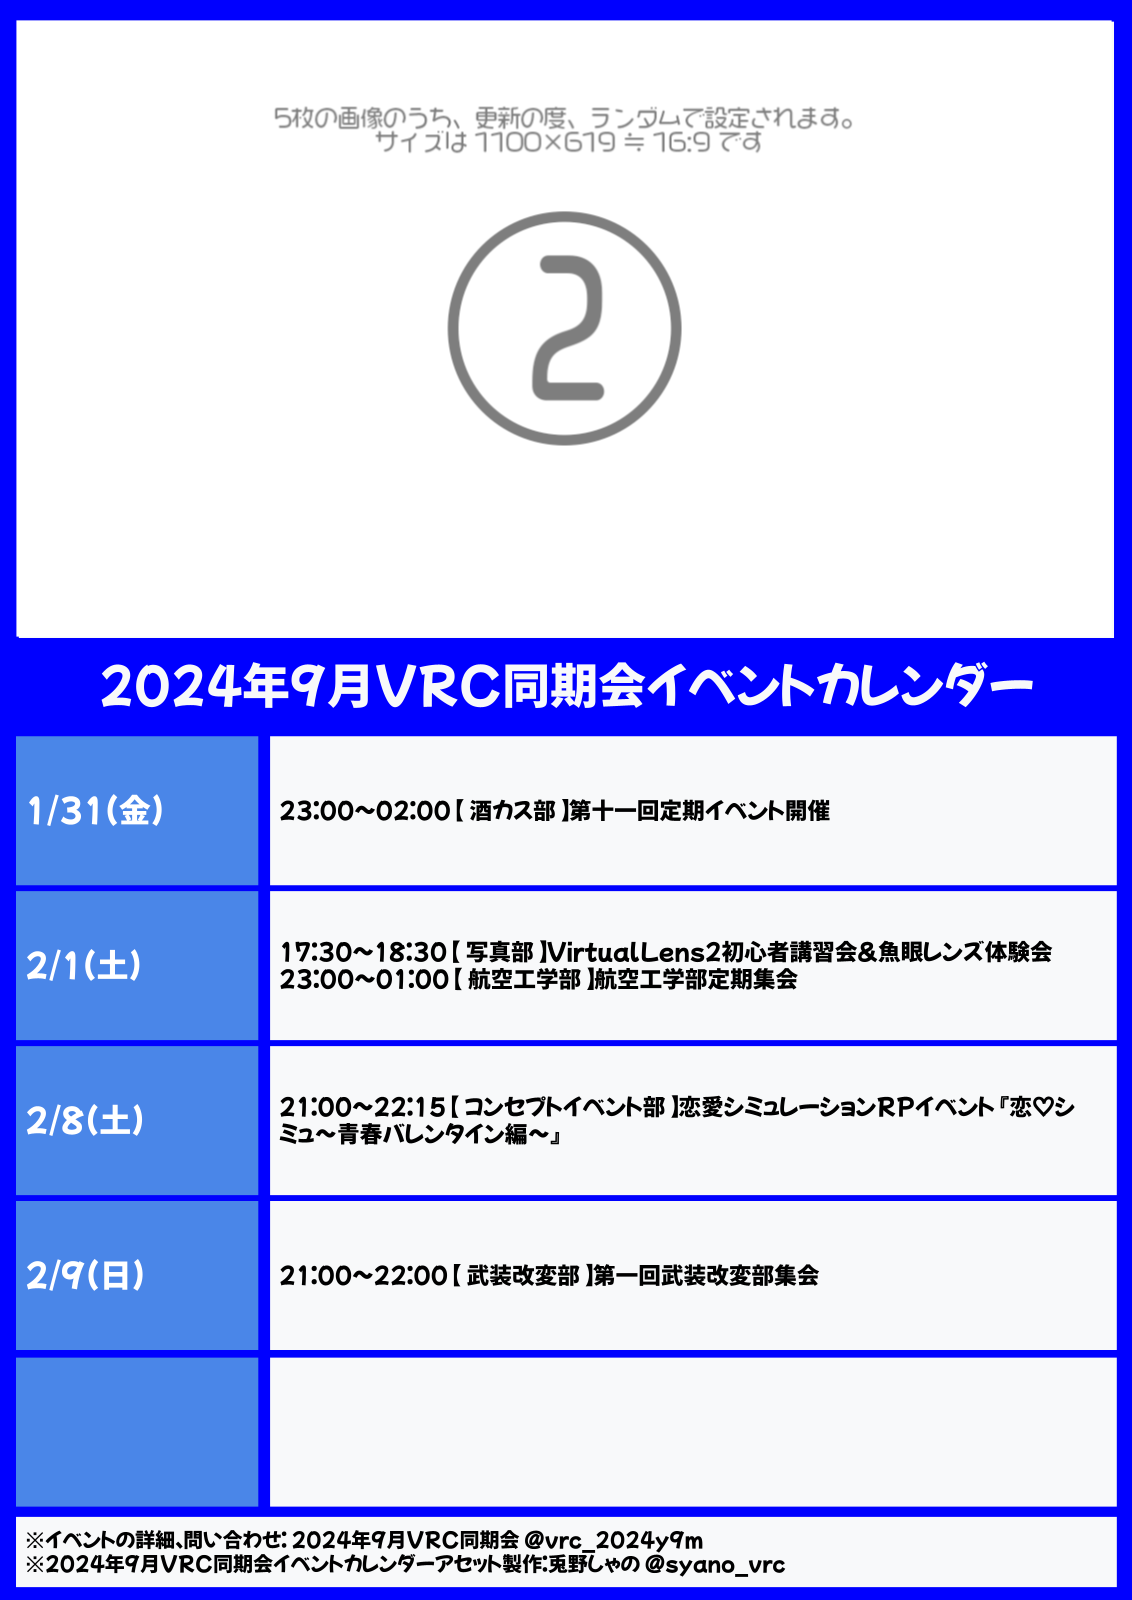 5枚の画像のうち、更新の度、ランダムで設定されます。
サイズは 1100×619 ≒ 16:9 です
2
2024年9月VRC同期会イベントカレンダー
1/31(金)
23:00～02:00【 酒カス部 】第十一回定期イベント開催
2/1(土)
17:30～18:30【 写真部 】VirtualLens2初心者講習会&魚眼レンズ体験会
23:00～01:00【 航空工学部 】航空工学部定期集会
2/8(土)
21:00～22:15【 コンセプトイベント部 】恋愛シミュレーションRPイベント『恋♡シ
ミュ～青春バレンタイン編～』
2/9(日)
21:00～22:00【 武装改変部 】第一回武装改変部集会
※イベントの詳細、問い合わせ: 2024年9月VRC同期会 @vrc_2024y9m
※2024年9月VRC同期会イベントカレンダーアセット製作:兎野しゃの @syano_vrc